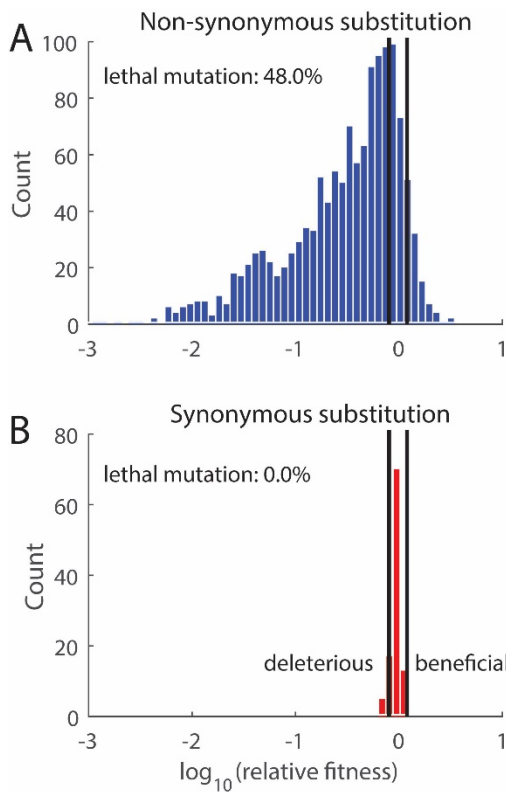 A
Non-synonymous substitution
lethal mutation: 48.0%
Count
100
80
60
40
20
0
-3 -2 -1 0 1
B
Synonymous substitution
lethal mutation: 0.0%
Count
80
60
40
20
0
deleterious beneficial
-3 -2 -1 0 1
log10(relative fitness)